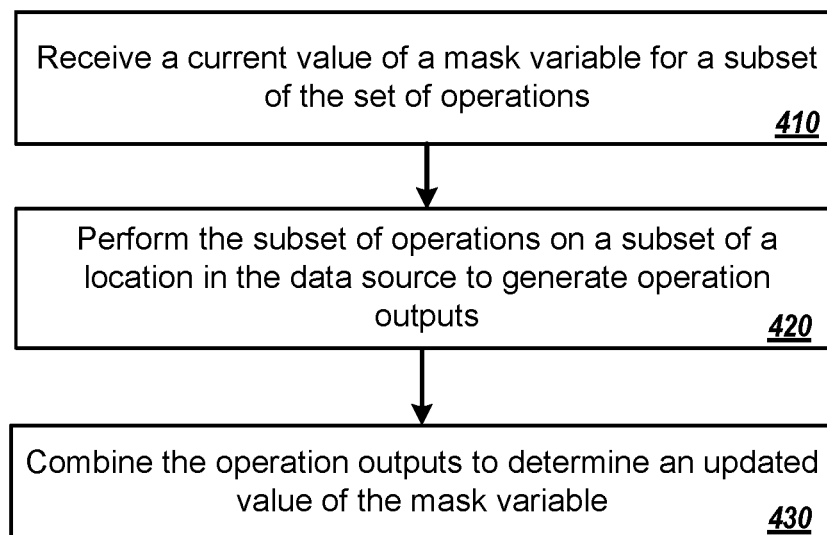 Receive a current value of a mask variable for a subset
of the set of operations
410
Perform the subset of operations on a subset of a
location in the data source to generate operation
outputs
420
Combine the operation outputs to determine an updated
value of the mask variable
430